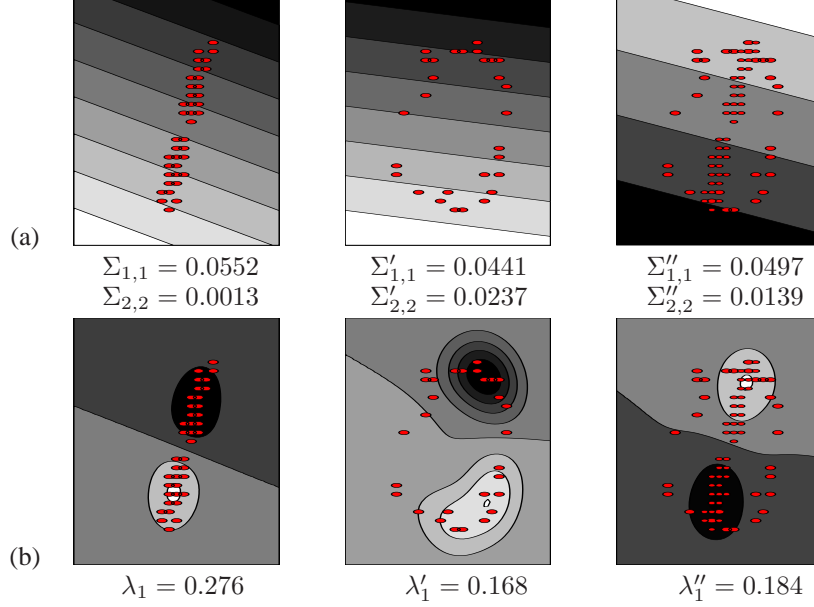 (a)
Σ₁,₁ = 0.0552 Σ′₁,₁ = 0.0441 Σ″₁,₁ = 0.0497
Σ₂,₂ = 0.0013 Σ′₂,₂ = 0.0237 Σ″₂,₂ = 0.0139
(b)
λ₁ = 0.276 λ′₁ = 0.168 λ″₁ = 0.184